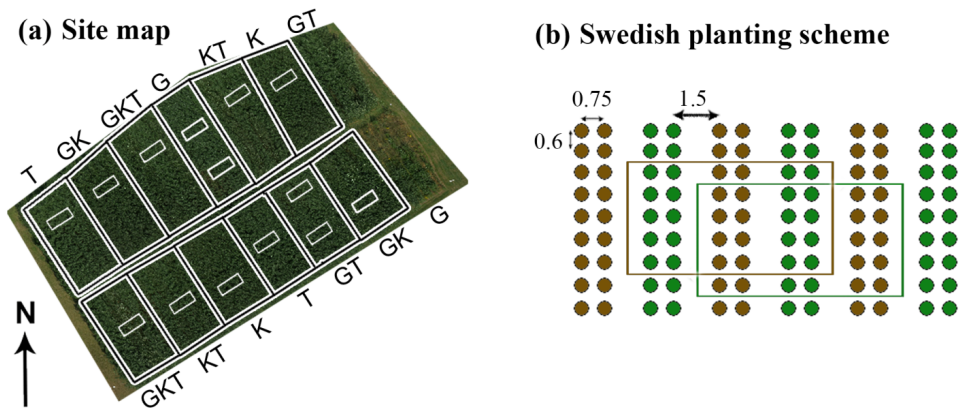 (a) Site map
T
GK
GKT
G
KT
K
GT
N
GKT
KT
K
T
GT
GK
G
(b) Swedish planting scheme
0.75
1.5
0.6